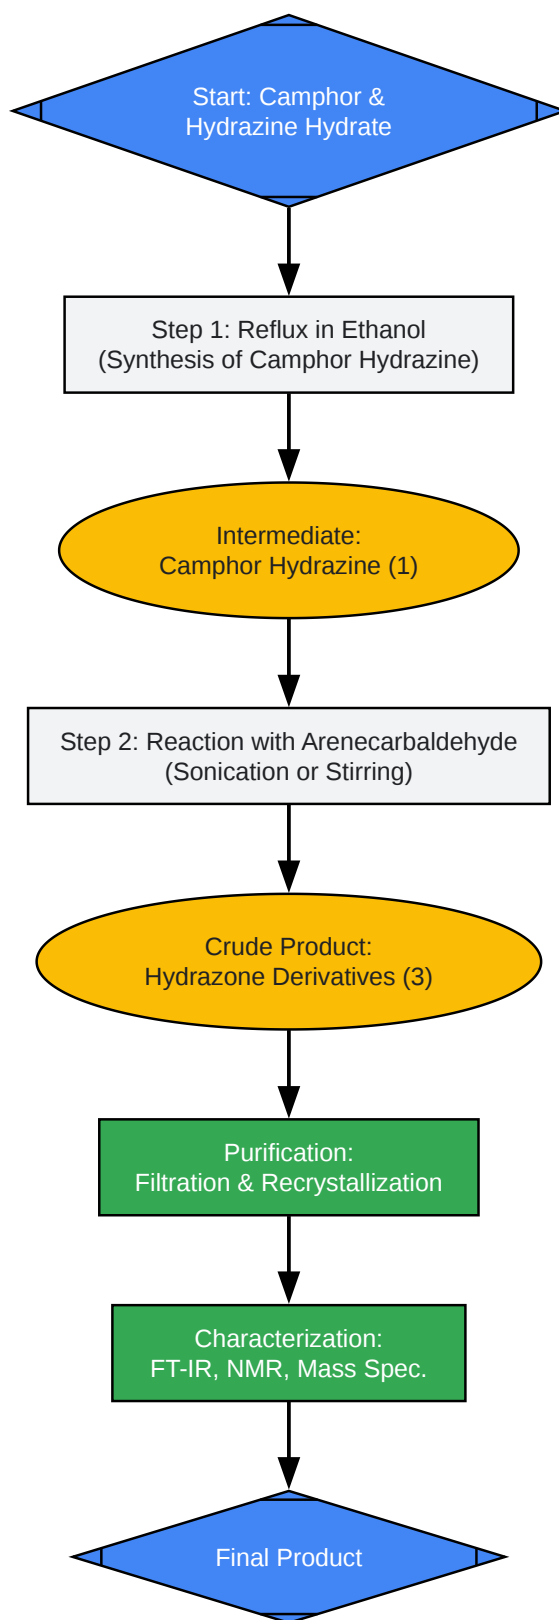 Start: Camphor &
Hydrazine Hydrate
Step 1: Reflux in Ethanol
(Synthesis of Camphor Hydrazine)
Intermediate:
Camphor Hydrazine (1)
Step 2: Reaction with Arenecarbaldehyde
(Sonication or Stirring)
Crude Product:
Hydrazone Derivatives (3)
Purification:
Filtration & Recrystallization
Characterization:
FT-IR, NMR, Mass Spec.
Final Product